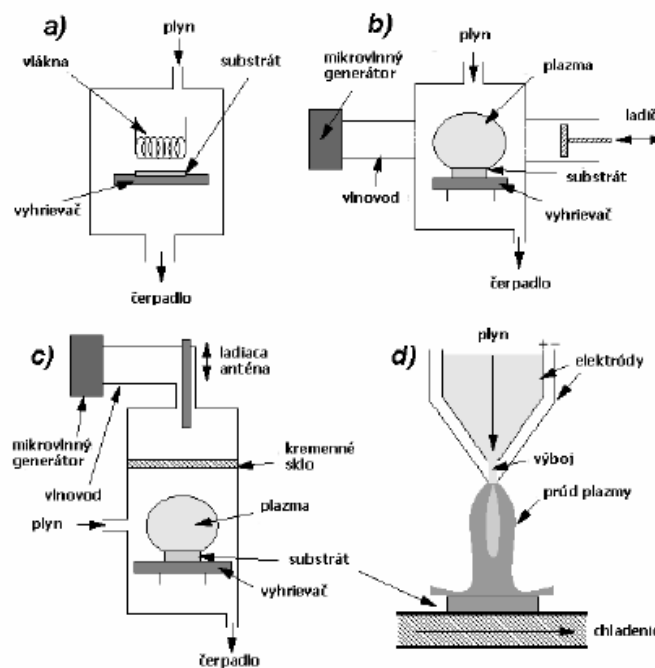 a)
plyn
vlákna
substrát
vyhrievač
čerpadlo
b)
mikrovlnný
generátor
plyn
plazma
ladič
vlnovod
substrát
vyhrievač
čerpadlo
c)
ladiaca
anténa
mikrovlnný
generátor
vlnovod
kremenné
sklo
plyn
plazma
substrát
vyhrievač
čerpadlo
d)
plyn
+ -
elektródy
výboj
prúd plazmy
chladenie